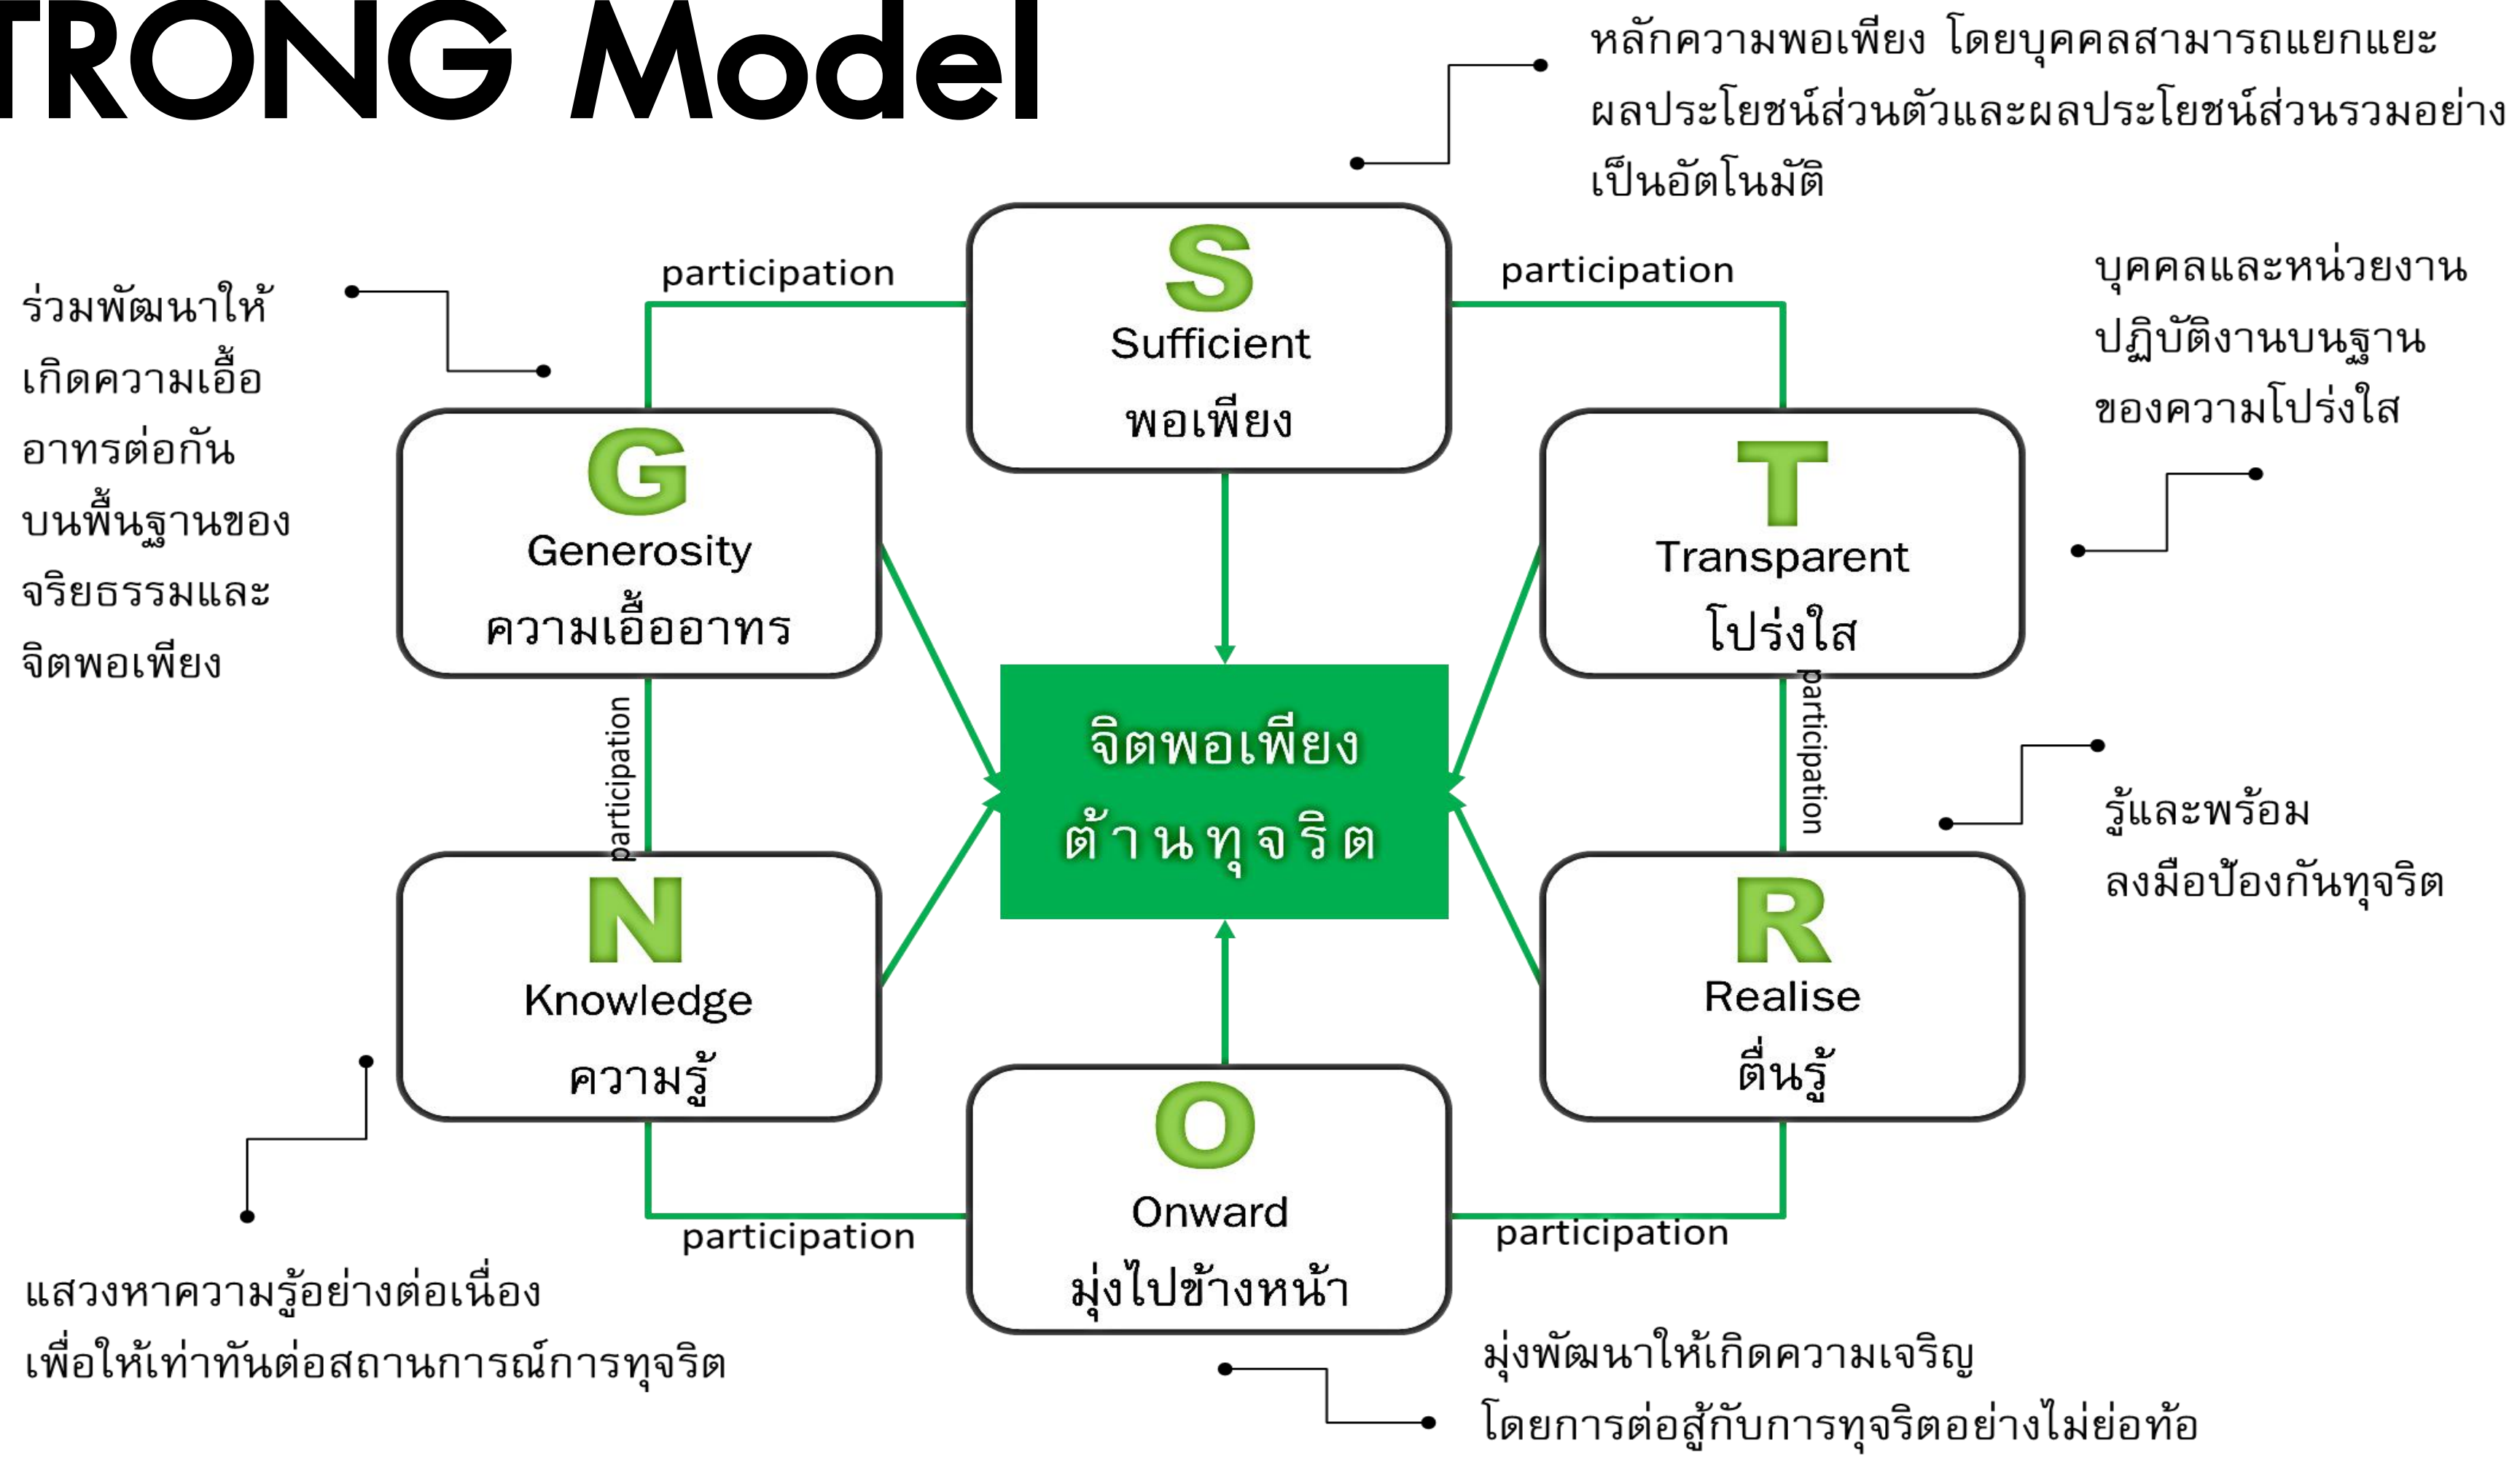 TRONG Model
หลักความพอเพียง โดยบุคคลสามารถแยกแยะ
ผลประโยชน์ส่วนตัวและผลประโยชน์ส่วนรวมอย่าง
เป็นอัตโนมัติ
participation
S
Sufficient
พอเพียง
participation
ร่วมพัฒนาให้
เกิดความเอื้อ
อาทรต่อกัน
บนพื้นฐานของ
จริยธรรมและ
จิตพอเพียง
บุคคลและหน่วยงาน
ปฏิบัติงานบนฐาน
ของความโปร่งใส
G
Generosity
ความเอื้ออาทร
T
Transparent
โปร่งใส
participation
จิตพอเพียง
ต้านทุจริต
participation
รู้และพร้อม
ลงมือป้องกันทุจริต
N
Knowledge
ความรู้
R
Realise
ตื่นรู้
O
Onward
มุ่งไปข้างหน้า
participation
participation
แสวงหาความรู้อย่างต่อเนื่อง
เพื่อให้เท่าทันต่อสถานการณ์การทุจริต
มุ่งพัฒนาให้เกิดความเจริญ
โดยการต่อสู้กับการทุจริตอย่างไม่ย่อท้อ